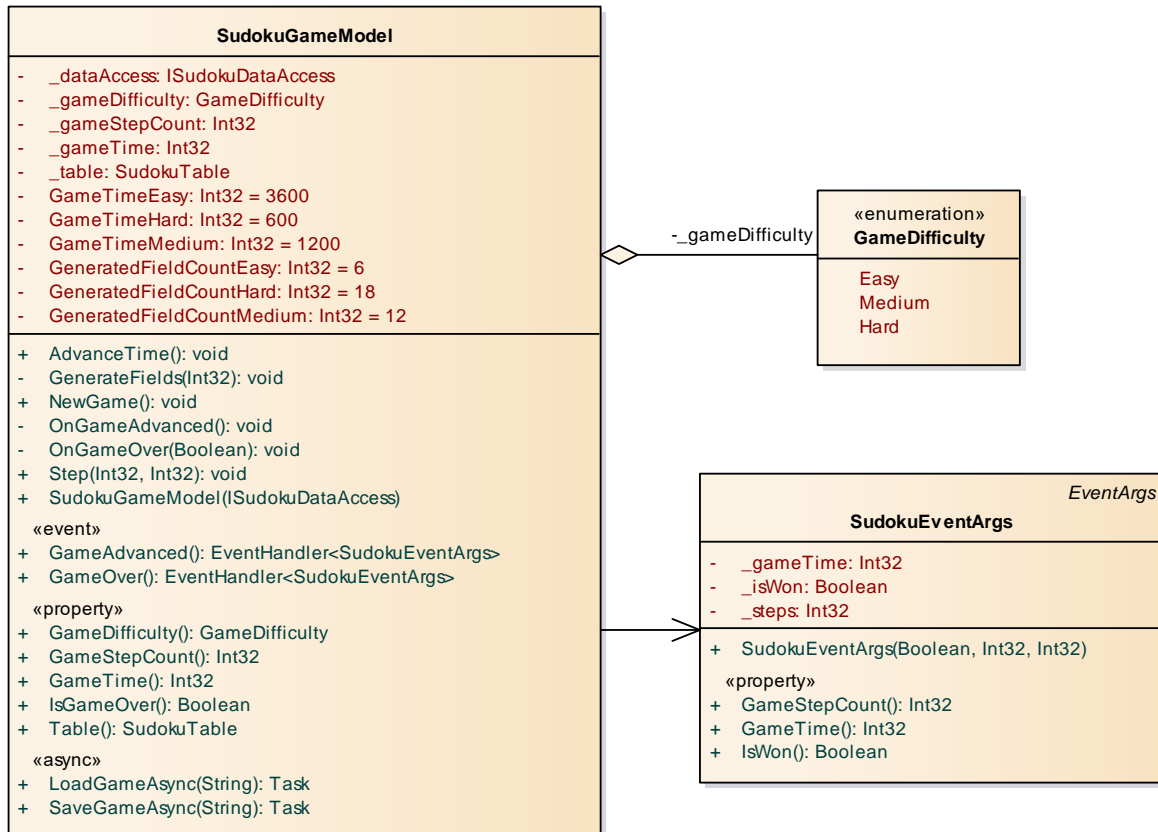 SudokuGameModel
- _dataAccess: ISudokuDataAccess
- _gameDifficulty: GameDifficulty
- _gameStepCount: Int32
- _gameTime: Int32
- _table: SudokuTable
- GameTimeEasy: Int32 = 3600
- GameTimeHard: Int32 = 600
- GameTimeMedium: Int32 = 1200
- GeneratedFieldCountEasy: Int32 = 6
- GeneratedFieldCountHard: Int32 = 18
- GeneratedFieldCountMedium: Int32 = 12
+ AdvanceTime(): void
- GenerateFields(Int32): void
+ NewGame(): void
- OnGameAdvanced(): void
- OnGameOver(Boolean): void
+ Step(Int32, Int32): void
+ SudokuGameModel(ISudokuDataAccess)
«event»
+ GameAdvanced(): EventHandler<SudokuEventArgs>
+ GameOver(): EventHandler<SudokuEventArgs>
«property»
+ GameDifficulty(): GameDifficulty
+ GameStepCount(): Int32
+ GameTime(): Int32
+ IsGameOver(): Boolean
+ Table(): SudokuTable
«async»
+ LoadGameAsync(String): Task
+ SaveGameAsync(String): Task
-_gameDifficulty
«enumeration»
GameDifficulty
Easy
Medium
Hard
EventArgs
SudokuEventArgs
- _gameTime: Int32
- _isWon: Boolean
- _steps: Int32
+ SudokuEventArgs(Boolean, Int32, Int32)
«property»
+ GameStepCount(): Int32
+ GameTime(): Int32
+ IsWon(): Boolean